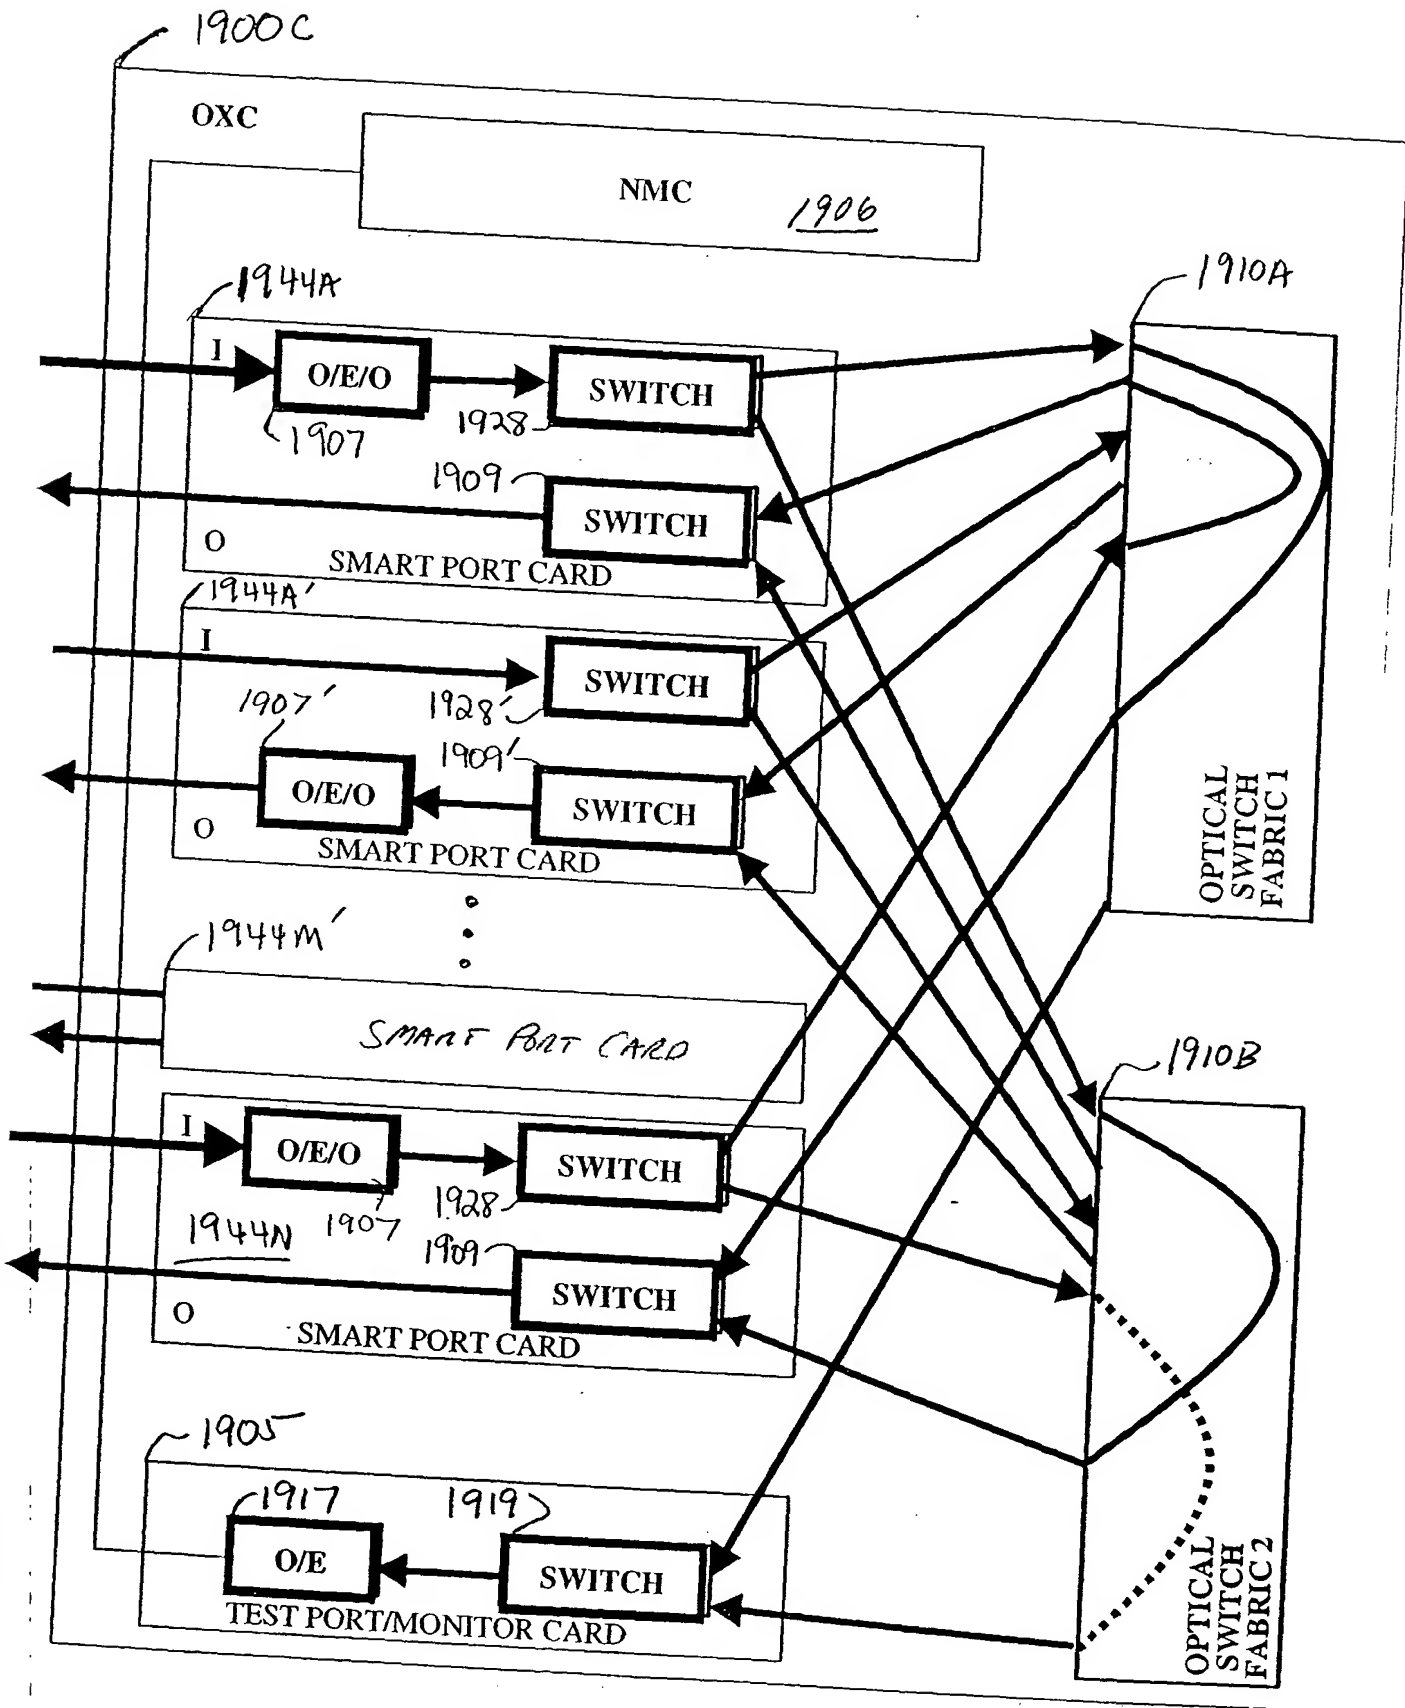 1900C
OXC
NMC
1906
1944A
1910A
I
O/E/O
SWITCH
1907
1928
1909
SWITCH
O
SMART PORT CARD
1944A'
I
SWITCH
1907'
1928'
1909'
O/E/O
SWITCH
O
SMART PORT CARD
OPTICAL
SWITCH
FABRIC 1
1944M'
SMART PORT CARD
1910B
I
O/E/O
SWITCH
1907
1928
1944N
1909
SWITCH
O
SMART PORT CARD
1905
1917
1919
O/E
SWITCH
TEST PORT/MONITOR CARD
OPTICAL
SWITCH
FABRIC 2